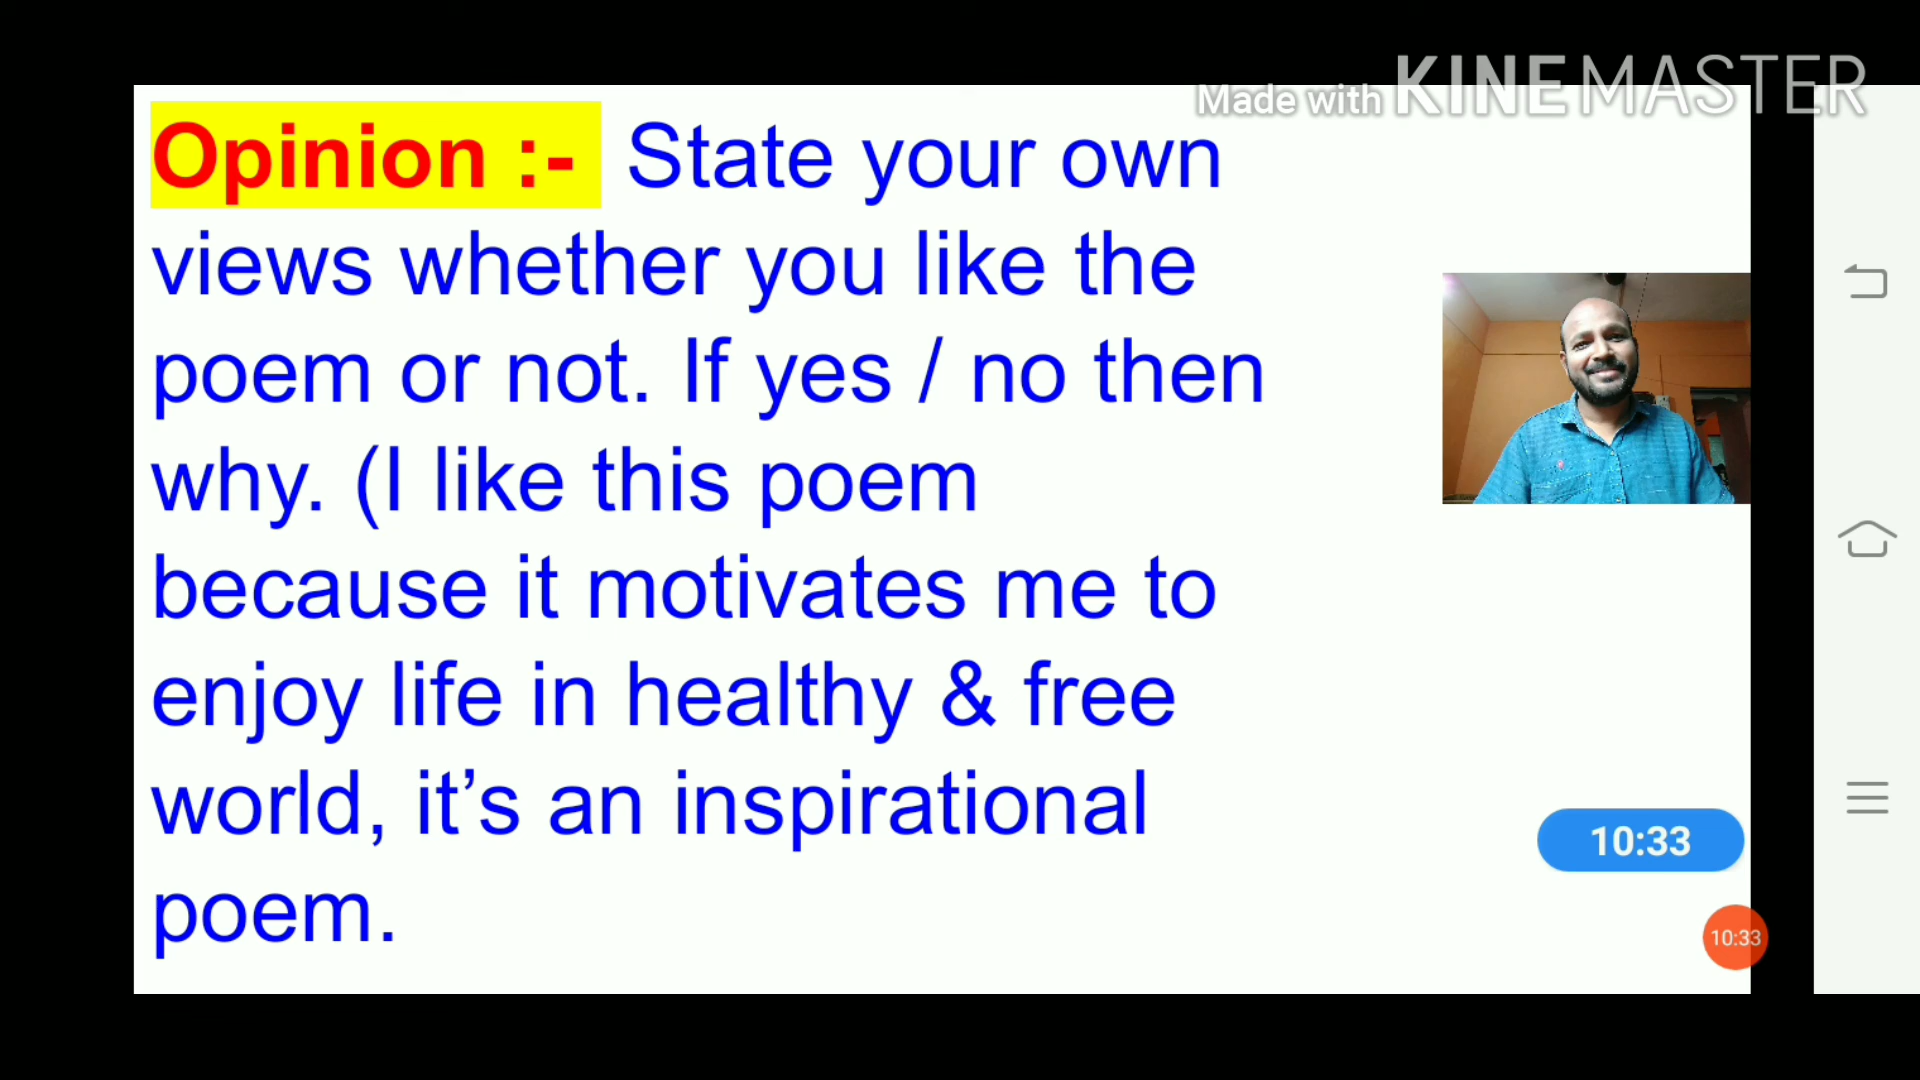 Made with KINEMASTER
Opinion :- State your own
views whether you like the
poem or not. If yes / no then
why. (I like this poem
because it motivates me to
enjoy life in healthy & free
world, it’s an inspirational
poem.
10:33
10:33